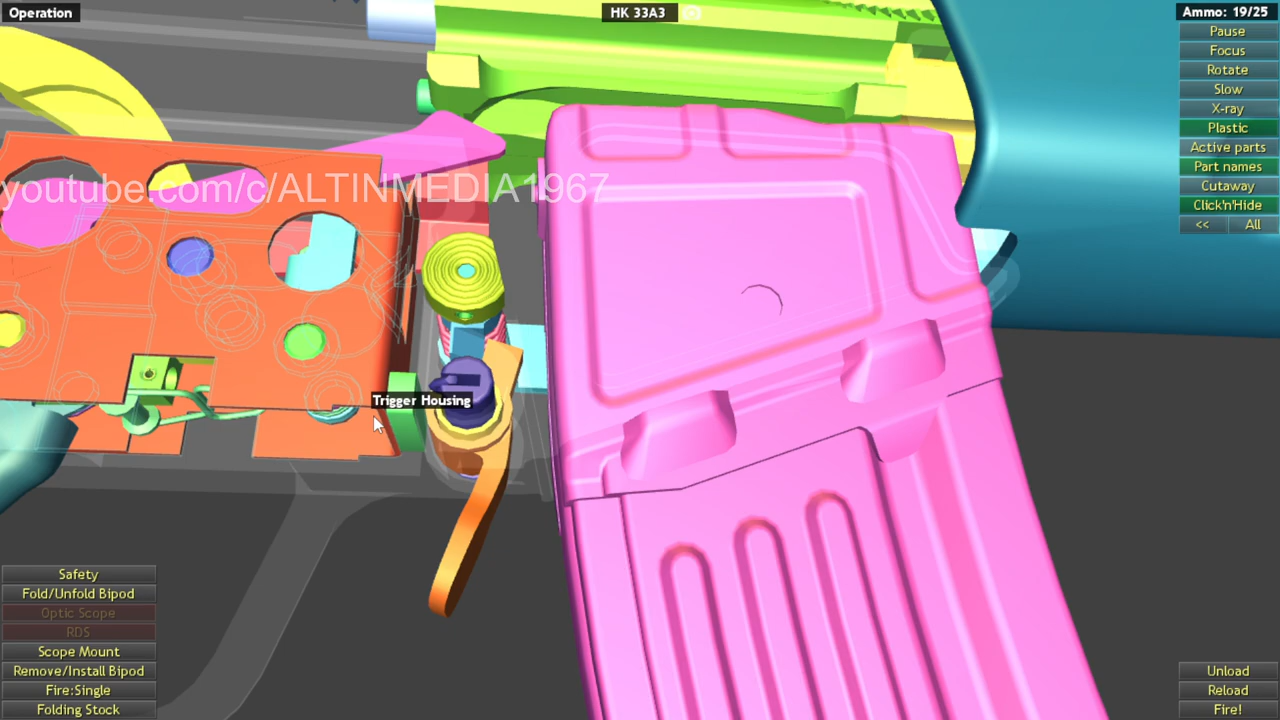 Operation
HK 33A3
Ammo: 19/25
Pause
Focus
Rotate
Slow
X-ray
Plastic
Active parts
Part names
Cutaway
Click'n'Hide
<< All
youtube.com/c/ALTINMEDIA1967
Trigger Housing
Safety
Fold/Unfold Bipod
Optic Scope
RDS
Scope Mount
Remove/Install Bipod
Fire:Single
Folding Stock
Unload
Reload
Fire!